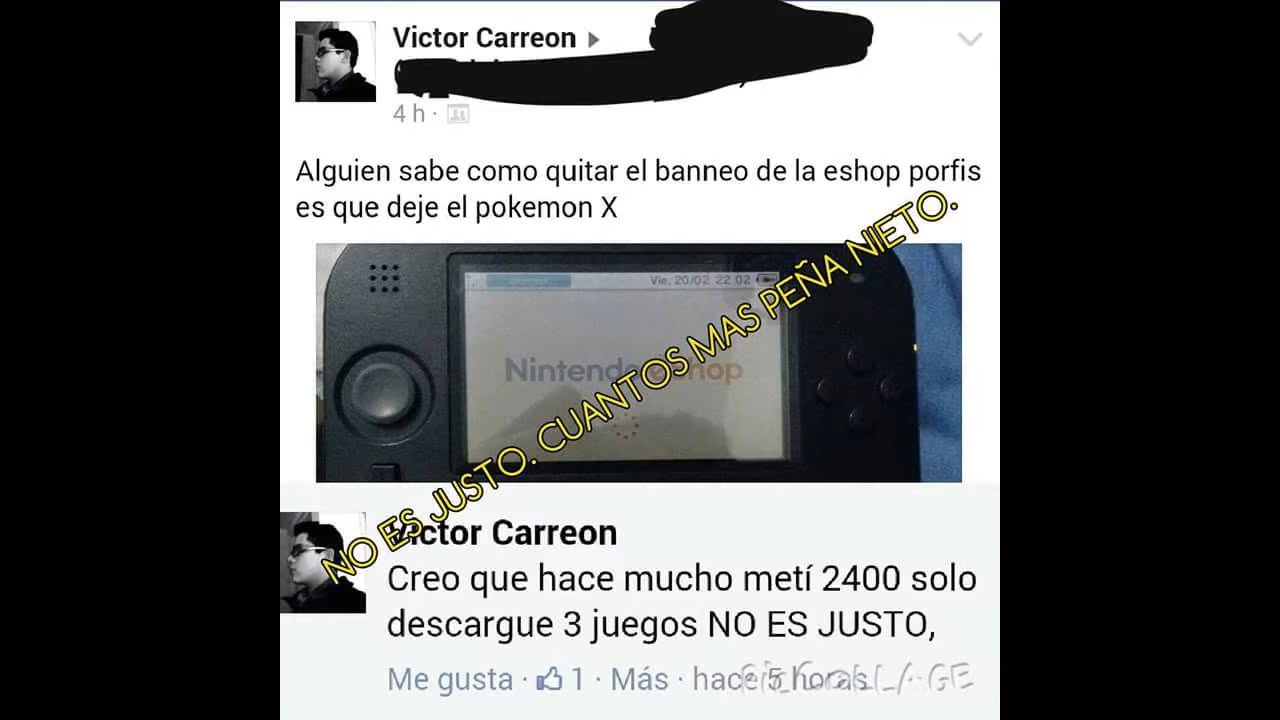 Victor Carreon
4 h ·
Alguien sabe como quitar el banneo de la eshop porfis
es que deje el pokemon X
Vie, 20/02 22 02
Nintendo eshop
NO ES JUSTO. CUANTOS MAS PEÑA NIETO.
Victor Carreon
Creo que hace mucho metí 2400 solo
descargue 3 juegos NO ES JUSTO,
Me gusta · 1 · Más · hace 5 horas
PicCOLLAGE